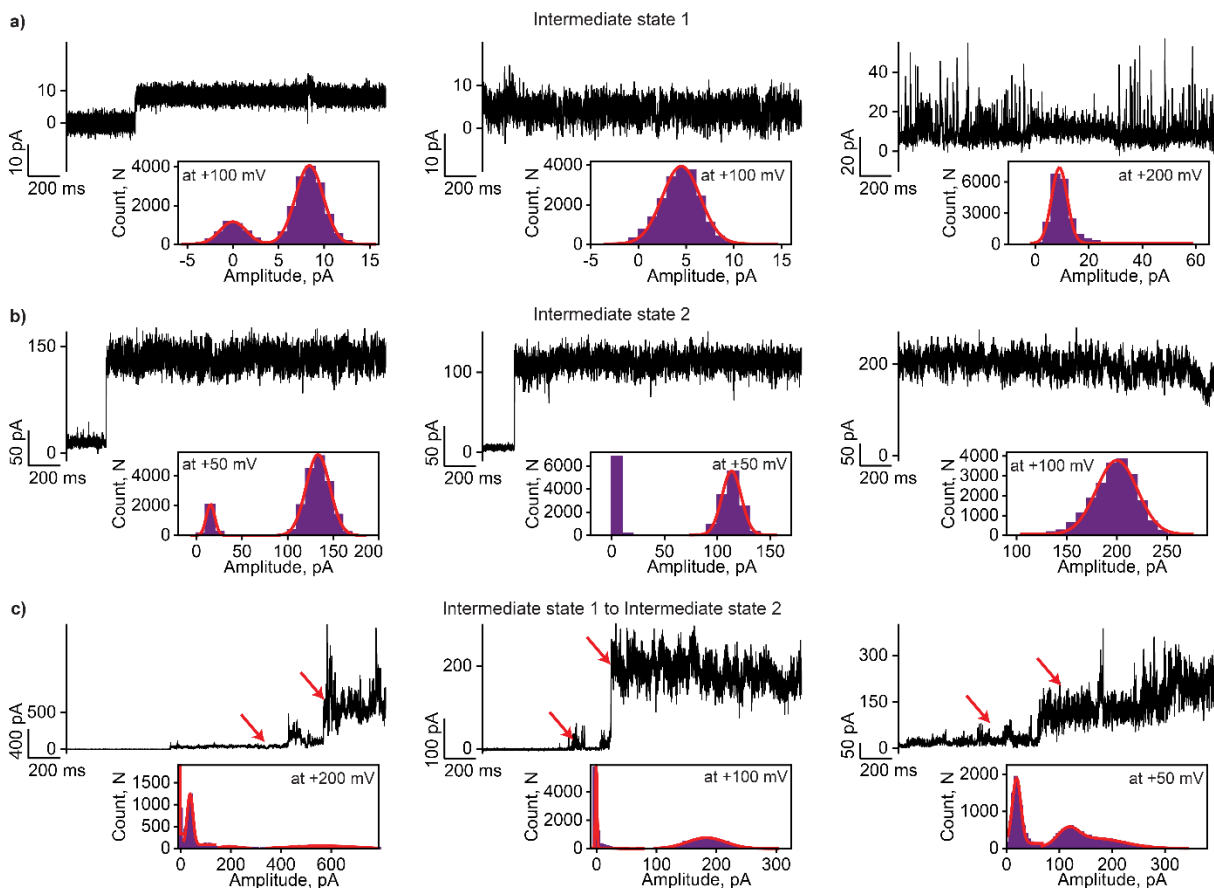 a)
Intermediate state 1
10
0
10 pA
200 ms
at +100 mV
Count, N
4000
2000
0
-5 0 5 10 15
Amplitude, pA
10
0
10 pA
200 ms
at +100 mV
Count, N
4000
2000
0
-5 0 5 10 15
Amplitude, pA
40
20
0
20 pA
200 ms
at +200 mV
Count, N
6000
3000
0
0 20 40 60
Amplitude, pA
b)
Intermediate state 2
150
0
50 pA
200 ms
at +50 mV
Count, N
4000
2000
0
0 50 100 150 200
Amplitude, pA
100
0
50 pA
200 ms
at +50 mV
Count, N
6000
4000
2000
0
0 50 100 150
Amplitude, pA
200
0
50 pA
200 ms
at +100 mV
Count, N
4000
3000
2000
1000
0
100 150 200 250
Amplitude, pA
c)
Intermediate state 1 to Intermediate state 2
500
0
400 pA
200 ms
at +200 mV
Count, N
1500
1000
500
0
0 200 400 600
Amplitude, pA
200
0
100 pA
200 ms
at +100 mV
Count, N
4000
2000
0
0 100 200 300
Amplitude, pA
300
150
0
50 pA
200 ms
at +50 mV
Count, N
2000
1000
0
0 100 200 300
Amplitude, pA